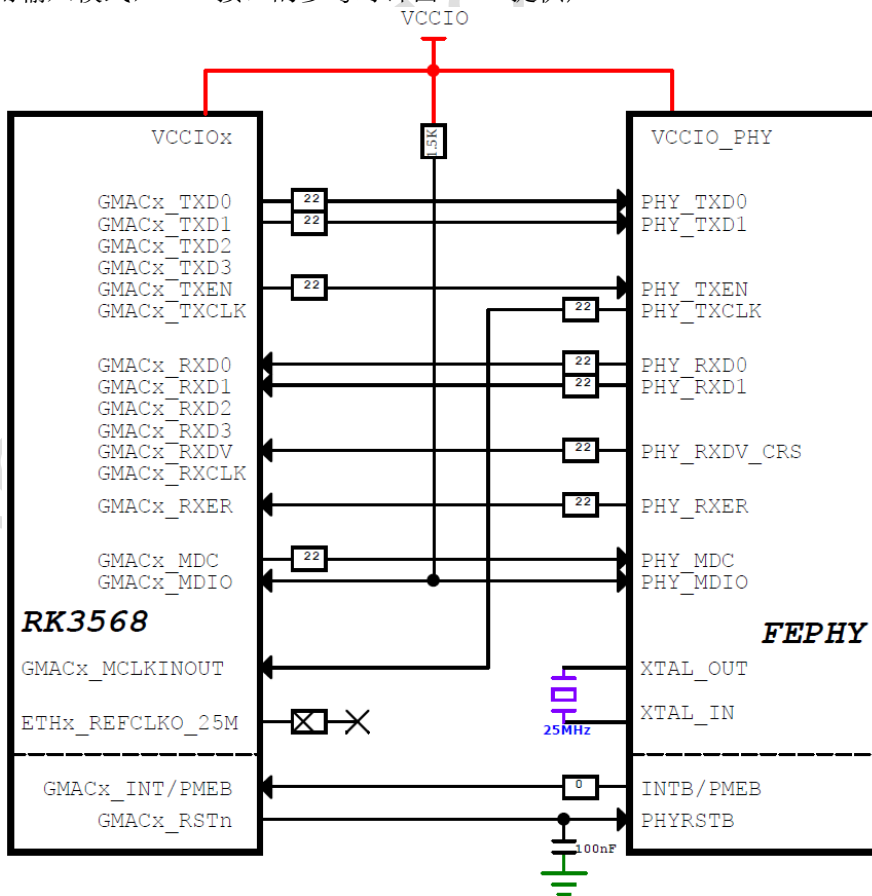 VCCIO
VCCIOx
1.5K
VCCIO_PHY
GMACx_TXD0
22
PHY_TXD0
GMACx_TXD1
22
PHY_TXD1
GMACx_TXD2
GMACx_TXD3
GMACx_TXEN
22
PHY_TXEN
GMACx_TXCLK
22
PHY_TXCLK
GMACx_RXD0
22
PHY_RXD0
GMACx_RXD1
22
PHY_RXD1
GMACx_RXD2
GMACx_RXD3
GMACx_RXDV
22
PHY_RXDV_CRS
GMACx_RXCLK
GMACx_RXER
22
PHY_RXER
GMACx_MDC
22
PHY_MDC
GMACx_MDIO
PHY_MDIO
RK3568
FEPHY
GMACx_MCLKINOUT
XTAL_OUT
ETHx_REFCLKO_25M
25MHz
XTAL_IN
GMACx_INT/PMEB
0
INTB/PMEB
GMACx_RSTn
PHYRSTB
100nF